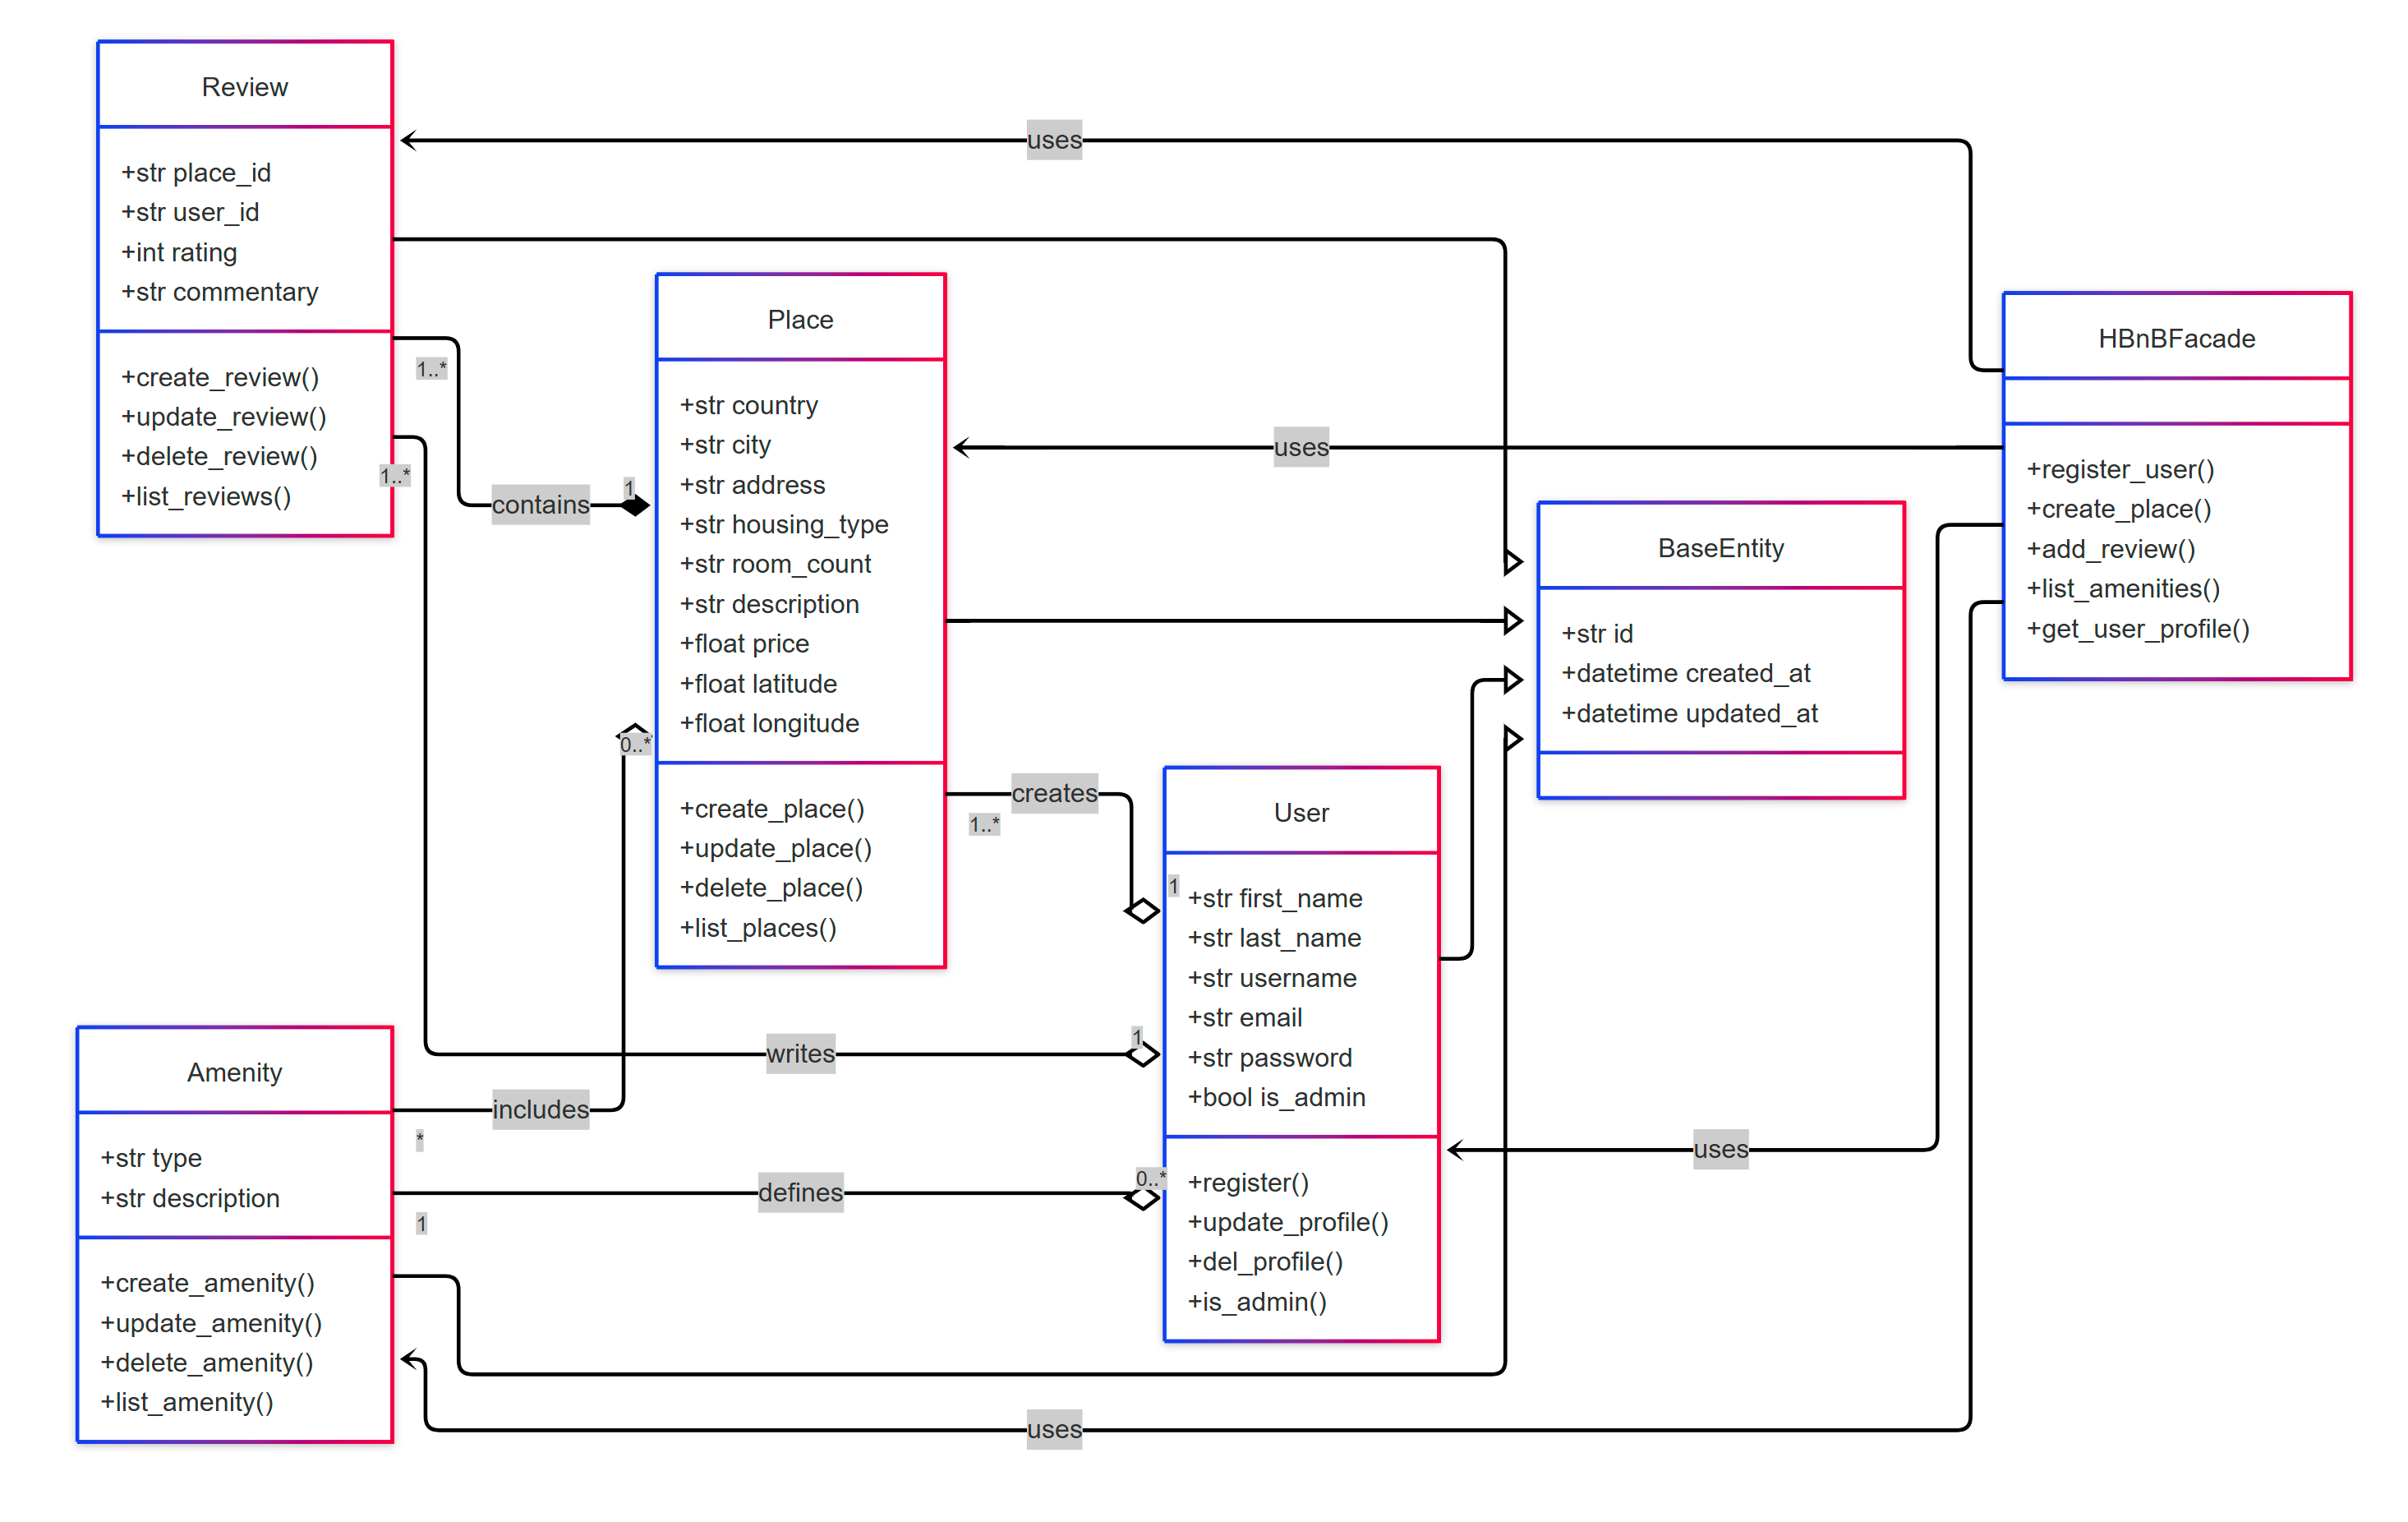 Review
+str place_id
+str user_id
+int rating
+str commentary
+create_review()
+update_review()
+delete_review()
+list_reviews()
uses
1..*
1..*
contains
1
Place
+str country
+str city
+str address
+str housing_type
+str room_count
+str description
+float price
+float latitude
+float longitude
+create_place()
+update_place()
+delete_place()
+list_places()
0..*
uses
HBnBFacade
+register_user()
+create_place()
+add_review()
+list_amenities()
+get_user_profile()
BaseEntity
+str id
+datetime created_at
+datetime updated_at
creates
1..*
1
User
+str first_name
+str last_name
+str username
+str email
+str password
+bool is_admin
+register()
+update_profile()
+del_profile()
+is_admin()
writes
1
includes
*
defines
1
0..*
uses
Amenity
+str type
+str description
+create_amenity()
+update_amenity()
+delete_amenity()
+list_amenity()
uses